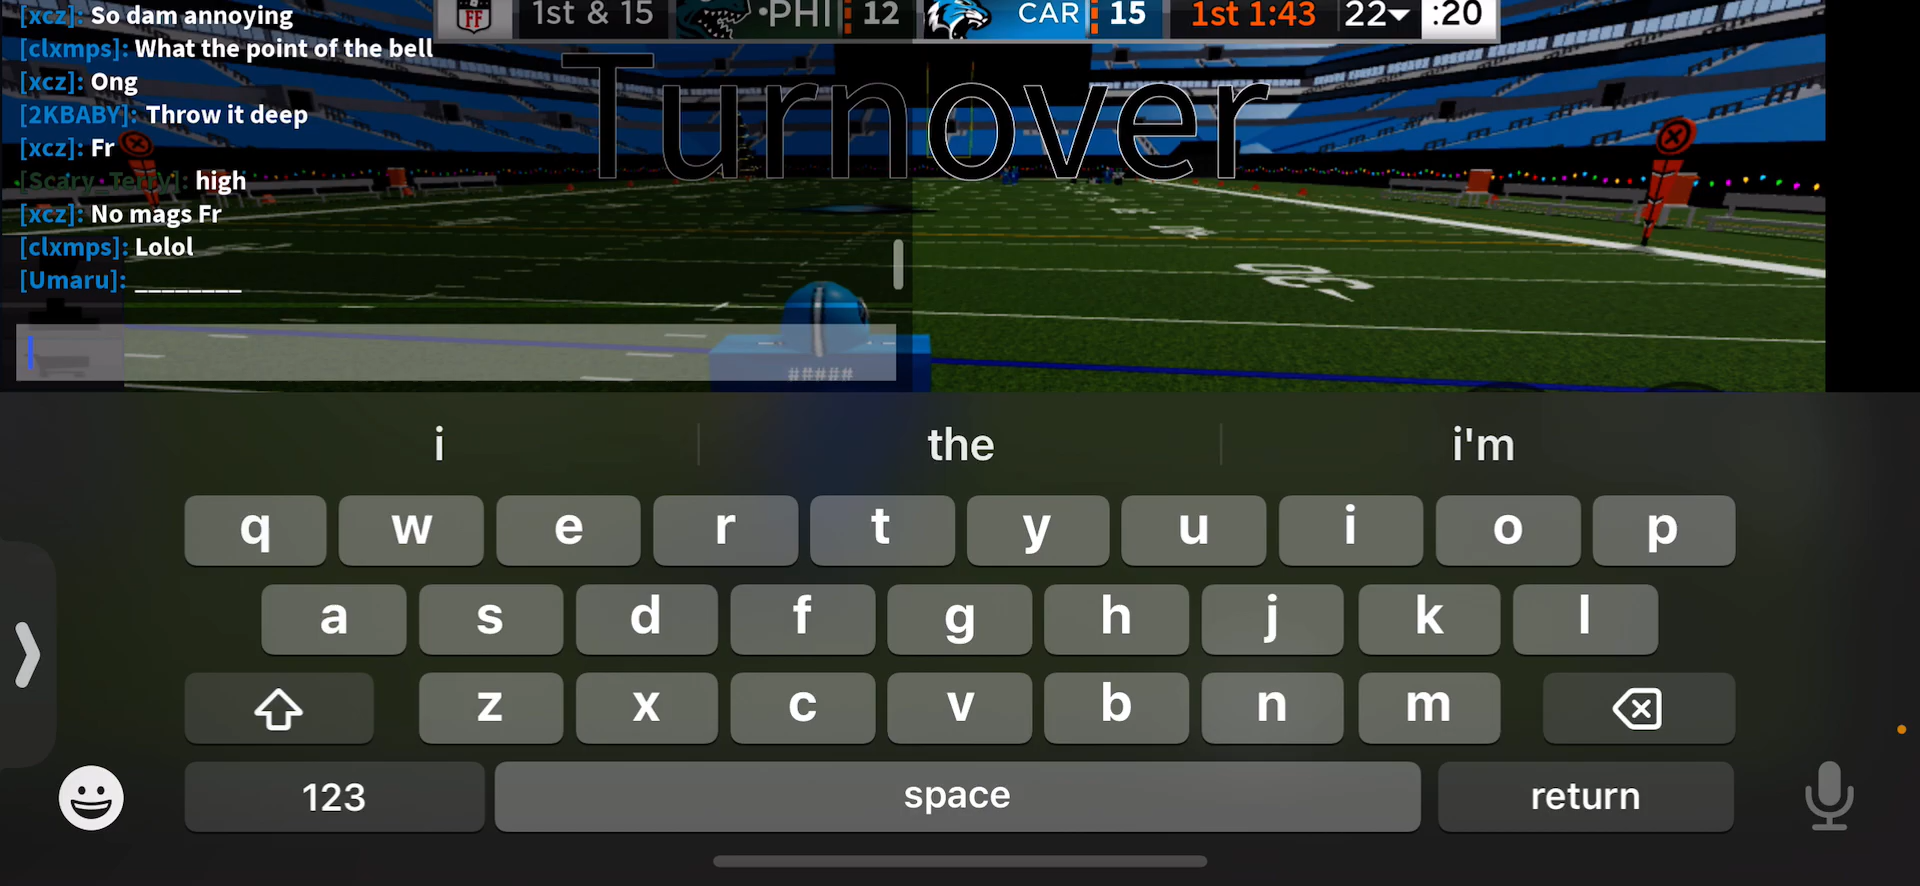 [xcz]: So dam annoying
FF 1st & 15 •PHI 12 CAR 15 1st 1:43 22 :20
[clxmps]: What the point of the bell
Turnover
[xcz]: Ong
[2KBABY]: Throw it deep
[xcz]: Fr
[Scary_Terry]: high
[xcz]: No mags Fr
[clxmps]: Lolol
[Umaru]: ________
#####
i the i'm
q w e r t y u i o p
a s d f g h j k l
z x c v b n m
123 space return